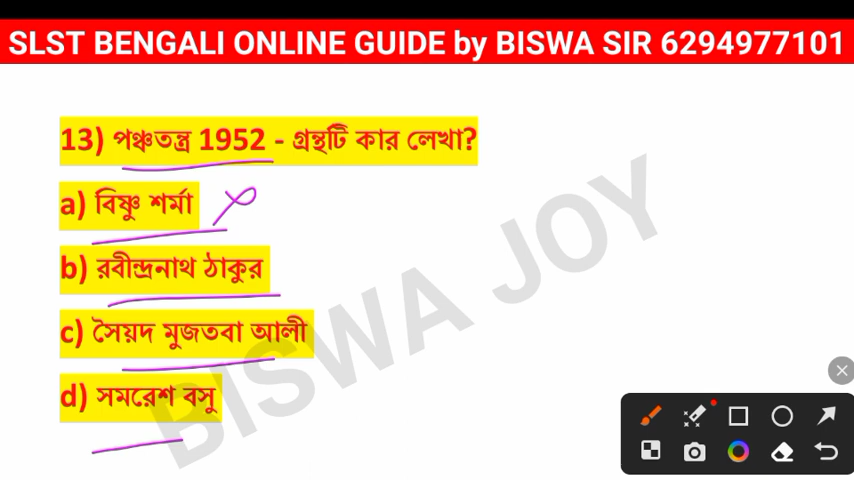 SLST BENGALI ONLINE GUIDE by BISWA SIR 6294977101
13) পঞ্চতন্ত্র 1952 - গ্রন্থটি কার লেখা?
a) বিষ্ণু শর্মা
b) রবীন্দ্রনাথ ঠাকুর
c) সৈয়দ মুজতবা আলী
d) সমরেশ বসু
BISWA JOY